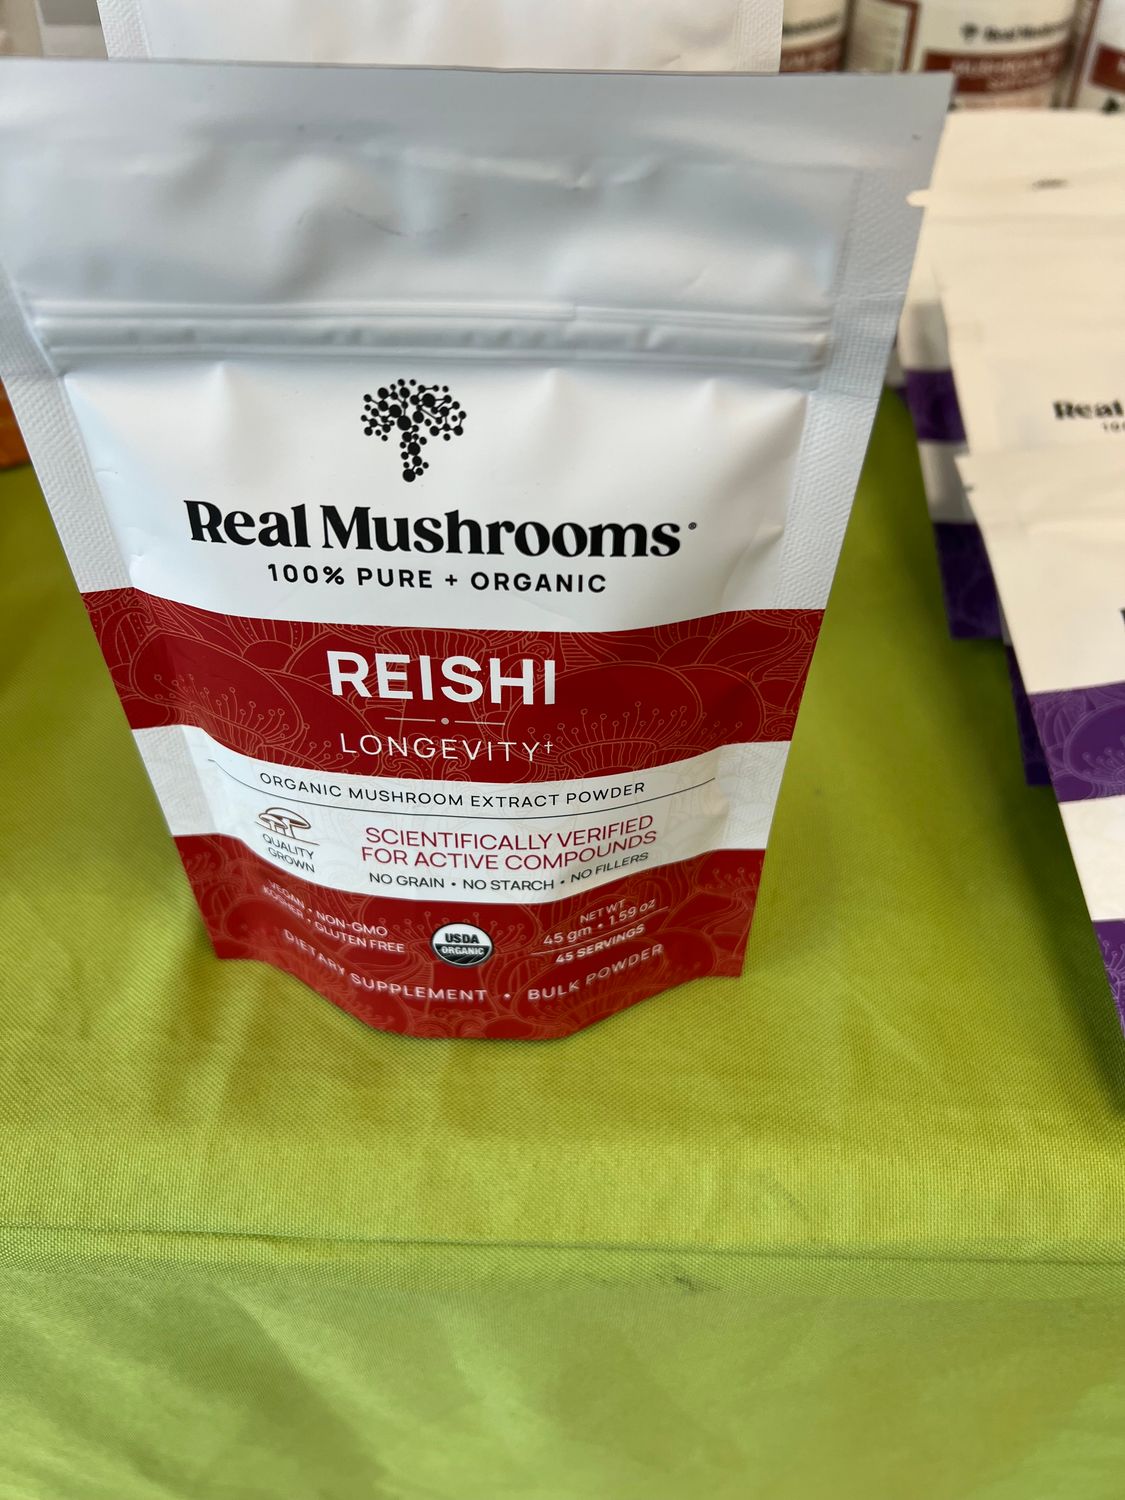 Real Mushrooms®
100% PURE + ORGANIC
REISHI
LONGEVITY†
ORGANIC MUSHROOM EXTRACT POWDER
QUALITY
GROWN
SCIENTIFICALLY VERIFIED
FOR ACTIVE COMPOUNDS
NO GRAIN • NO STARCH • NO FILLERS
VEGAN • NON-GMO
KOSHER • GLUTEN FREE
USDA
ORGANIC
NET WT
45 gm • 1.59 oz
45 SERVINGS
DIETARY SUPPLEMENT • BULK POWDER
Real